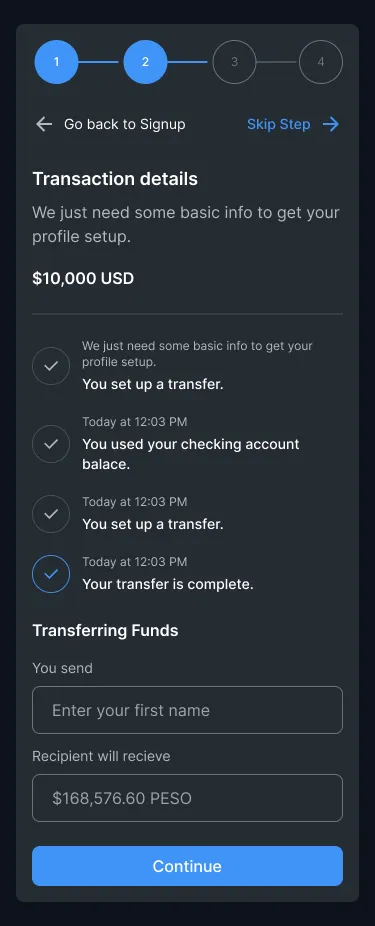 1 2 3 4
Go back to Signup Skip Step
Transaction details
We just need some basic info to get your
profile setup.
$10,000 USD
We just need some basic info to get your
profile setup.
You set up a transfer.
Today at 12:03 PM
You used your checking account
balace.
Today at 12:03 PM
You set up a transfer.
Today at 12:03 PM
Your transfer is complete.
Transferring Funds
You send
Enter your first name
Recipient will recieve
$168,576.60 PESO
Continue